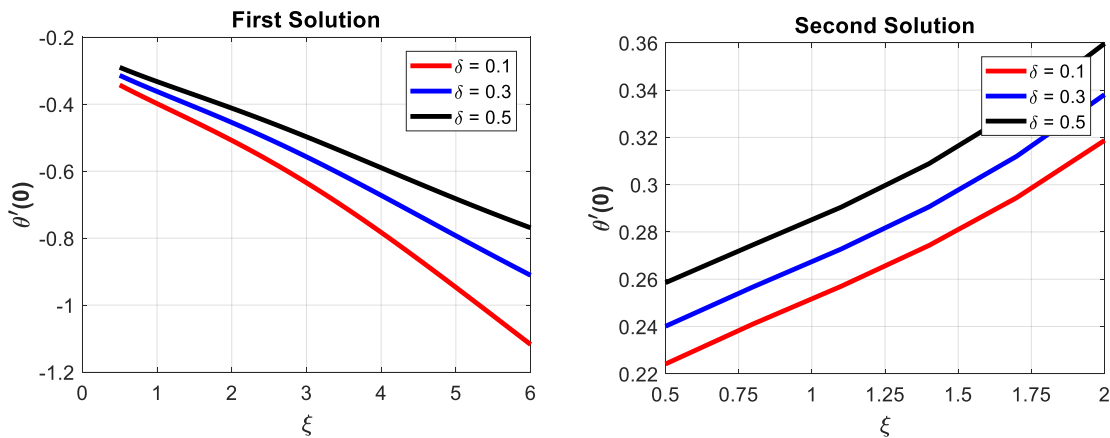 First Solution
-0.2
-0.4
-0.6
-0.8
-1
-1.2
θ′(0)
0 1 2 3 4 5 6
ξ
δ = 0.1
δ = 0.3
δ = 0.5
Second Solution
0.36
0.34
0.32
0.3
0.28
0.26
0.24
0.22
θ′(0)
0.5 0.75 1 1.25 1.5 1.75 2
ξ
δ = 0.1
δ = 0.3
δ = 0.5